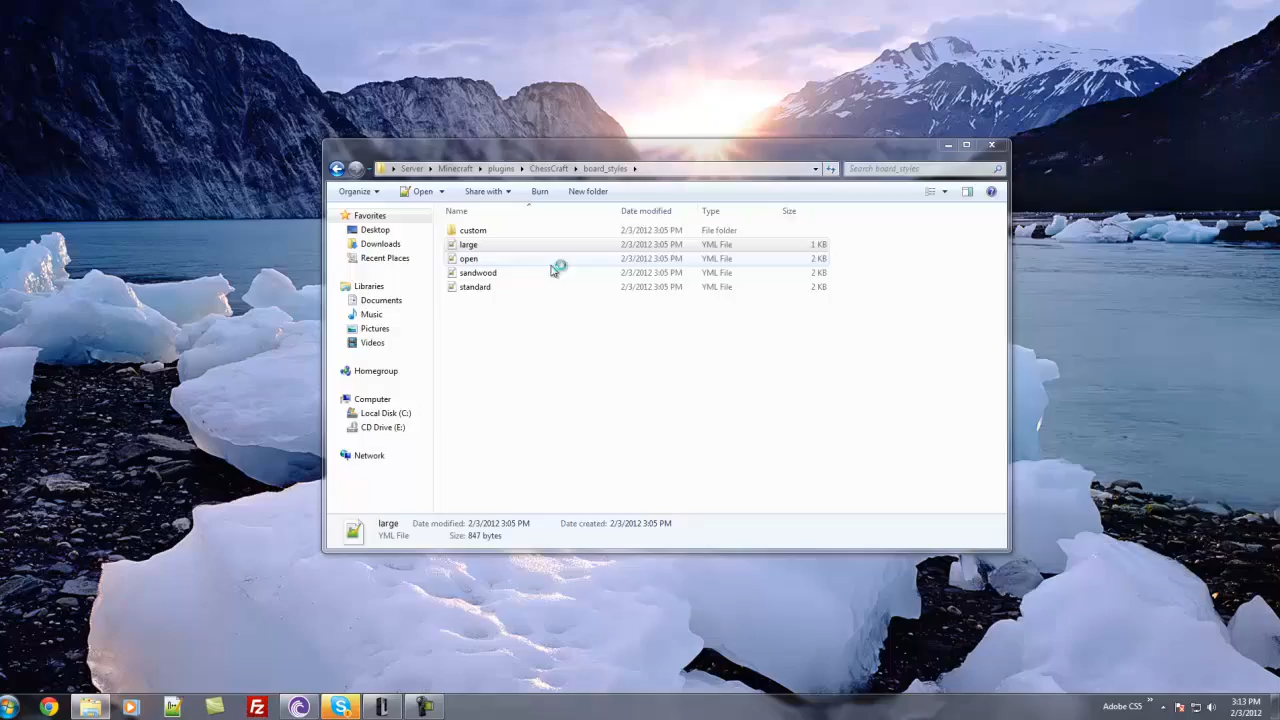 Server Minecraft plugins ChessCraft board_styles Search board_styles
Organize Open Share with Burn New folder
Name Date modified Type Size
Favorites
Desktop
Downloads
Recent Places
Libraries
Documents
Music
Pictures
Videos
Homegroup
Computer
Local Disk (C:)
CD Drive (E:)
Network
custom 2/3/2012 3:05 PM File folder
large 2/3/2012 3:05 PM YML File 1 KB
open 2/3/2012 3:05 PM YML File 2 KB
sandwood 2/3/2012 3:05 PM YML File 2 KB
standard 2/3/2012 3:05 PM YML File 2 KB
large Date modified: 2/3/2012 3:05 PM Date created: 2/3/2012 3:05 PM
YML File Size: 847 bytes
Fz
Adobe CS5 »
3:13 PM
2/3/2012